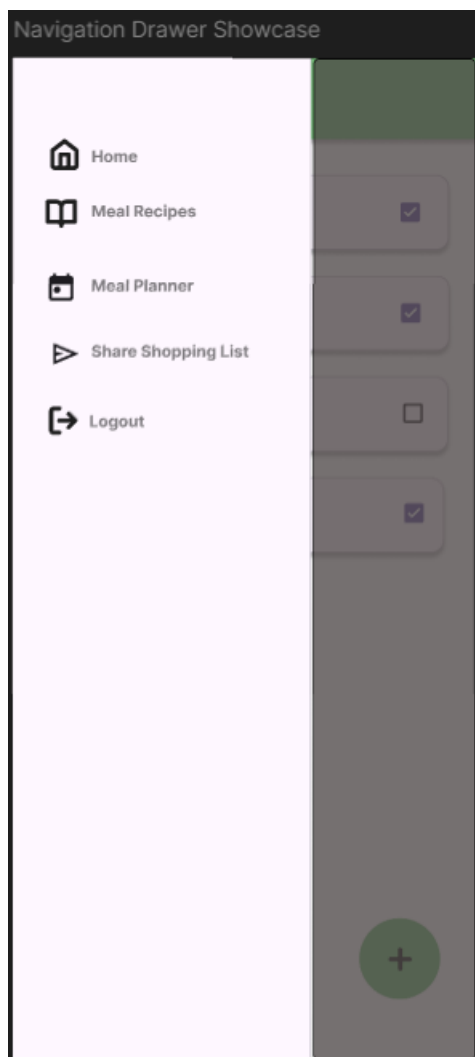 Navigation Drawer Showcase
Home
Meal Recipes
Meal Planner
Share Shopping List
Logout